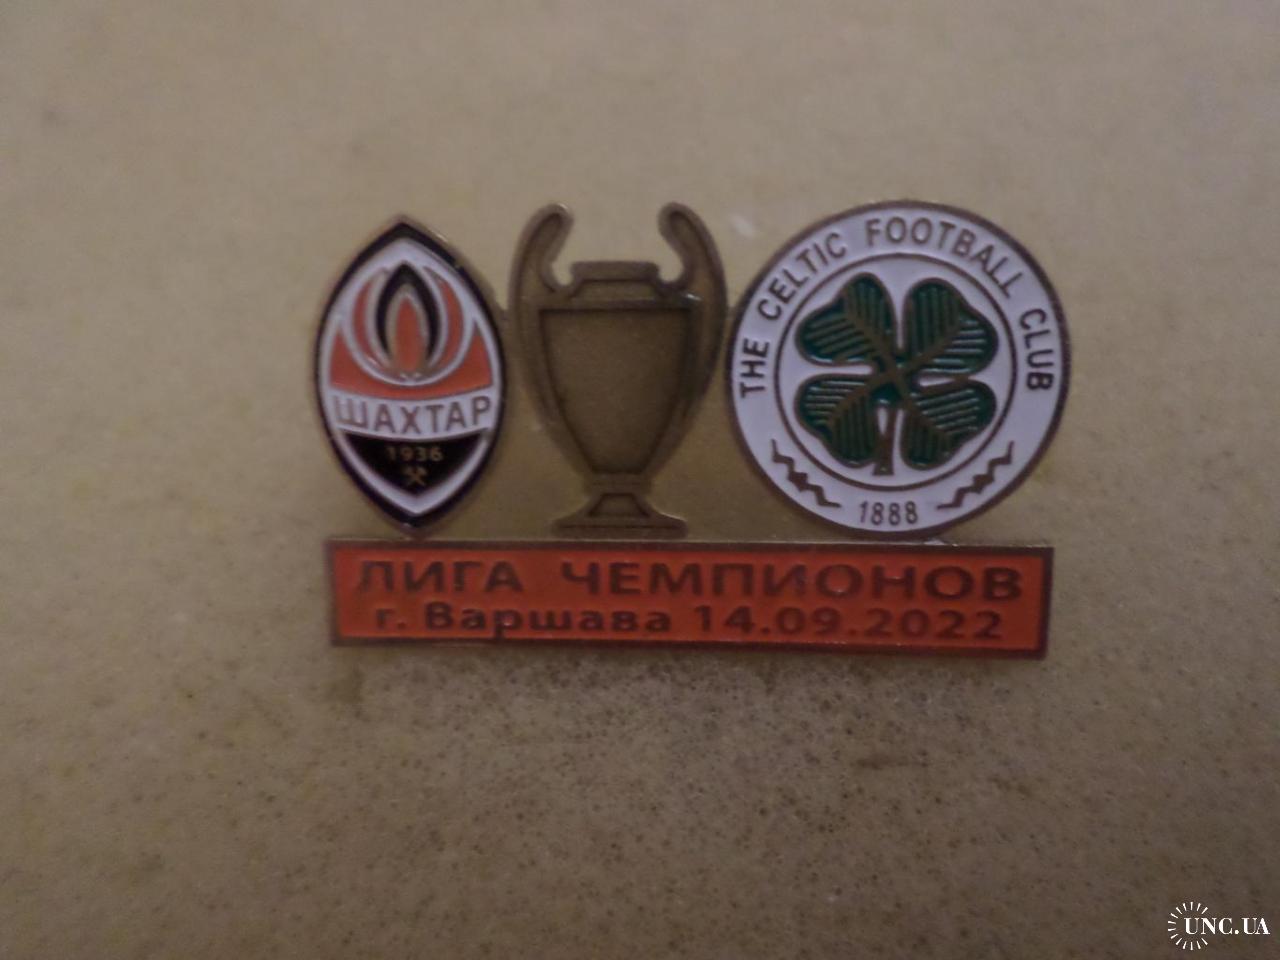 ШАХТАР
1936
THE CELTIC FOOTBALL CLUB
1888
ЛИГА ЧЕМПИОНОВ
г. Варшава 14.09.2022
UNC.UA